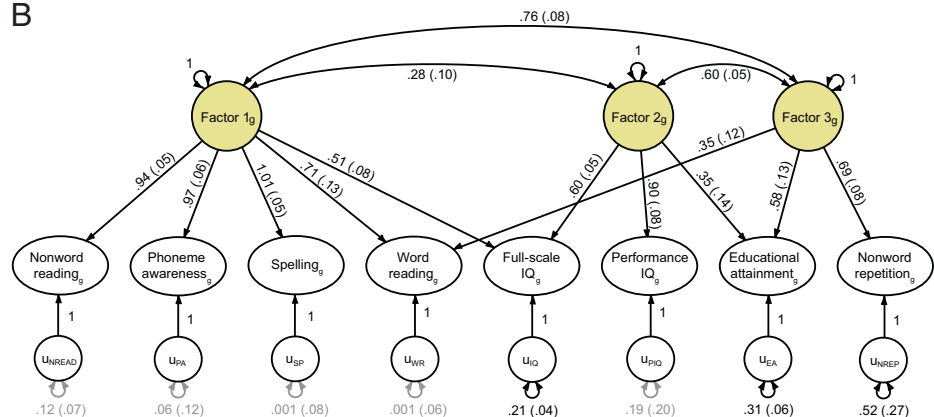 B
.76 (.08)
1
.28 (.10)
1
.60 (.05)
1
Factor 1g
Factor 2g
Factor 3g
.94 (.05)
.97 (.06)
1.01 (.05)
.71 (.13)
.51 (.08)
.60 (.05)
.90 (.08)
.35 (.14)
.35 (.12)
.58 (.13)
.69 (.08)
Nonword
readingg
Phoneme
awarenessg
Spellingg
Word
readingg
Full-scale
IQg
Performance
IQg
Educational
attainmentg
Nonword
repetitiong
1 1 1 1 1 1 1 1
uNREAD
uPA
uSP
uWR
uIQ
uPIQ
uEA
uNREP
.12 (.07)
.06 (.12)
.001 (.08)
.001 (.06)
.21 (.04)
.19 (.20)
.31 (.06)
.52 (.27)